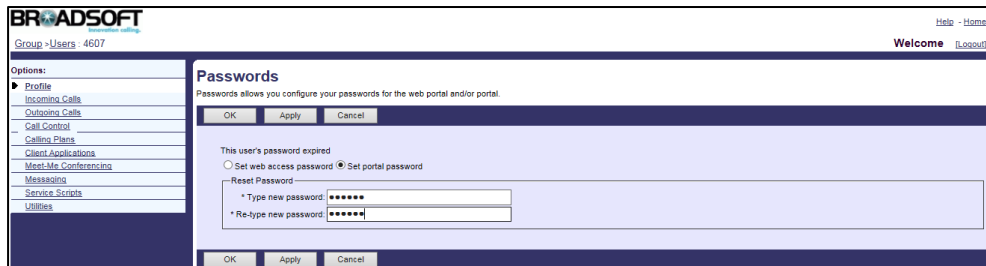 BROADSOFT
innovation calling.
Help - Home
Group >Users : 4607
Welcome [Logout]
Options:
Profile
Incoming Calls
Outgoing Calls
Call Control
Calling Plans
Client Applications
Meet-Me Conferencing
Messaging
Service Scripts
Utilities
Passwords
Passwords allows you configure your passwords for the web portal and/or portal.
OK Apply Cancel
This user's password expired
Set web access password Set portal password
Reset Password
* Type new password: ●●●●●●
* Re-type new password: ●●●●●●
OK Apply Cancel